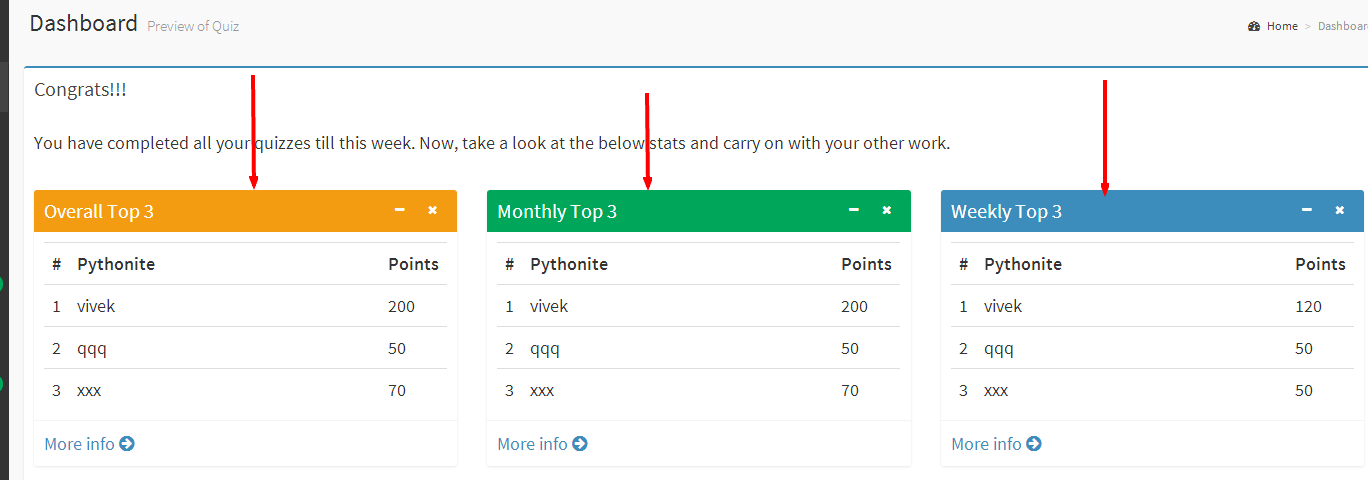 Dashboard Preview of Quiz
Home > Dashboar
Congrats!!!
You have completed all your quizzes till this week. Now, take a look at the below stats and carry on with your other work.
Overall Top 3
# Pythonite Points
1 vivek 200
2 qqq 50
3 xxx 70
More info
Monthly Top 3
# Pythonite Points
1 vivek 200
2 qqq 50
3 xxx 70
More info
Weekly Top 3
# Pythonite Points
1 vivek 120
2 qqq 50
3 xxx 50
More info